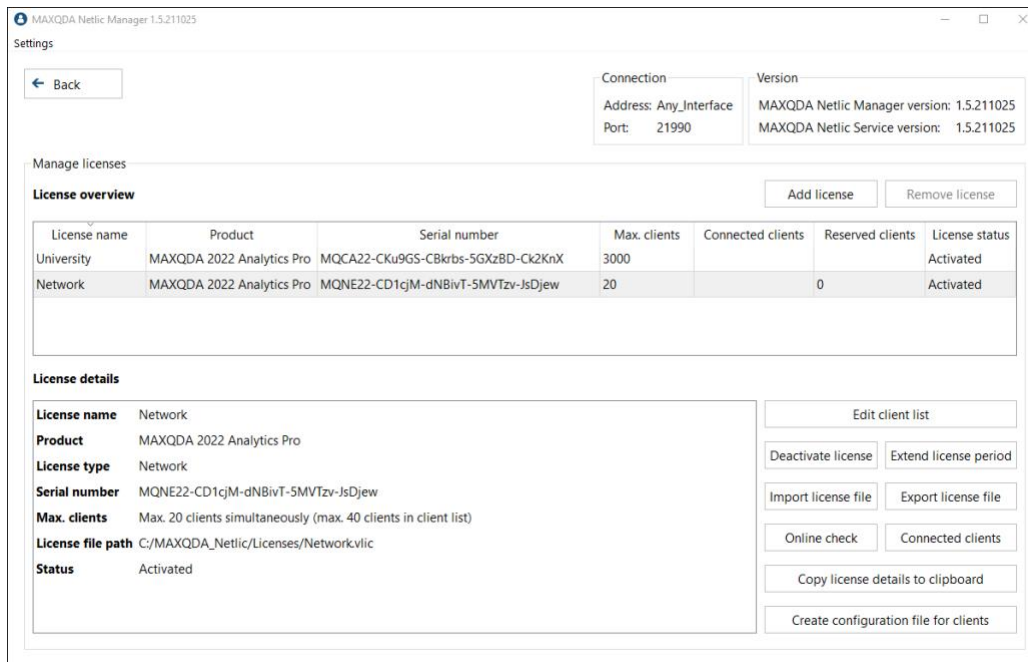 MAXQDA Netlic Manager 1.5.211025
Settings
Back
Connection
Address: Any_Interface
Port: 21990
Version
MAXQDA Netlic Manager version: 1.5.211025
MAXQDA Netlic Service version: 1.5.211025
Manage licenses
License overview
Add license
Remove license
License name Product Serial number Max. clients Connected clients Reserved clients License status
University MAXQDA 2022 Analytics Pro MQCA22-CKu9GS-CBkrbs-5GXzBD-Ck2KnX 3000 Activated
Network MAXQDA 2022 Analytics Pro MQNE22-CD1cjM-dNBivT-5MVTzv-JsDjew 20 0 Activated
License details
License name Network
Product MAXQDA 2022 Analytics Pro
License type Network
Serial number MQNE22-CD1cjM-dNBivT-5MVTzv-JsDjew
Max. clients Max. 20 clients simultaneously (max. 40 clients in client list)
License file path C:/MAXQDA_Netlic/Licenses/Network.vlic
Status Activated
Edit client list
Deactivate license Extend license period
Import license file Export license file
Online check Connected clients
Copy license details to clipboard
Create configuration file for clients